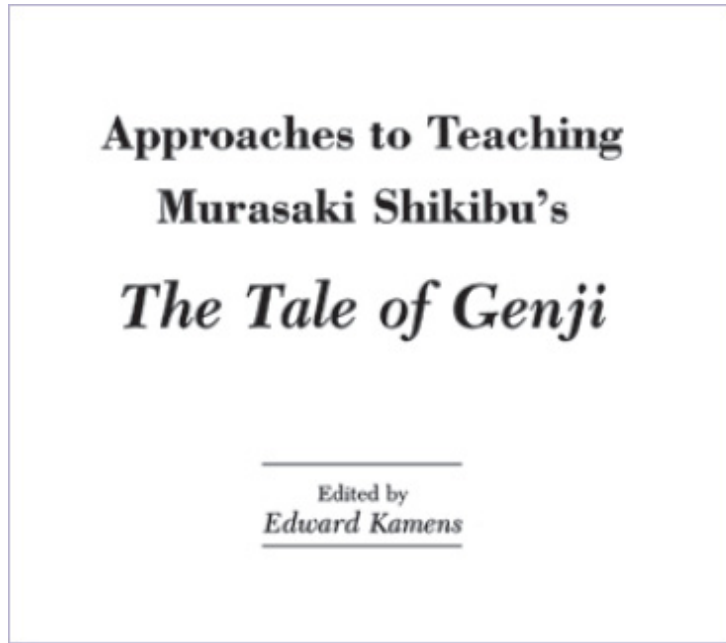 Approaches to Teaching
Murasaki Shikibu's
The Tale of Genji
Edited by
Edward Kamens